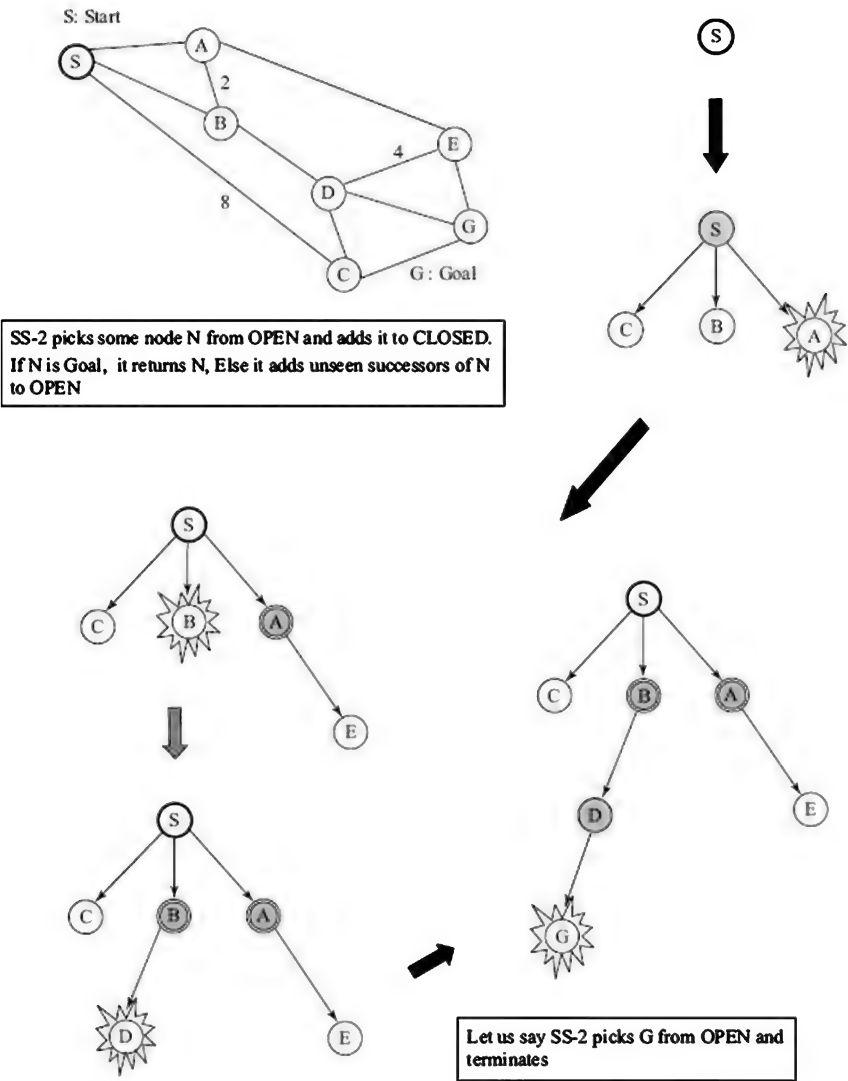 S: Start
S
A
2
B
E
4
D
8
G
C
G : Goal
SS-2 picks some node N from OPEN and adds it to CLOSED.
If N is Goal, it returns N, Else it adds unseen successors of N
to OPEN
S
S
C B A
S
C B A
E
S
C B A
D E
S
C B A
D E
G
Let us say SS-2 picks G from OPEN and
terminates